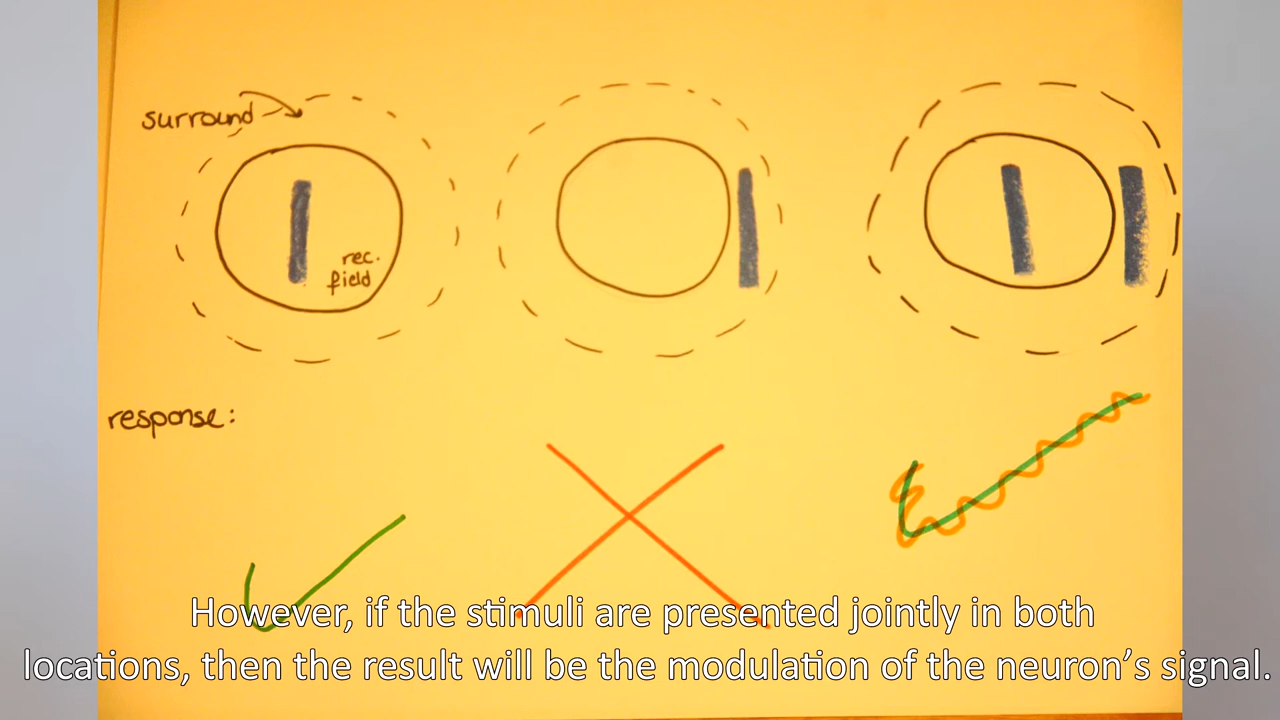 surround
rec.
field
response:
However, if the stimuli are presented jointly in both
locations, then the result will be the modulation of the neuron’s signal.